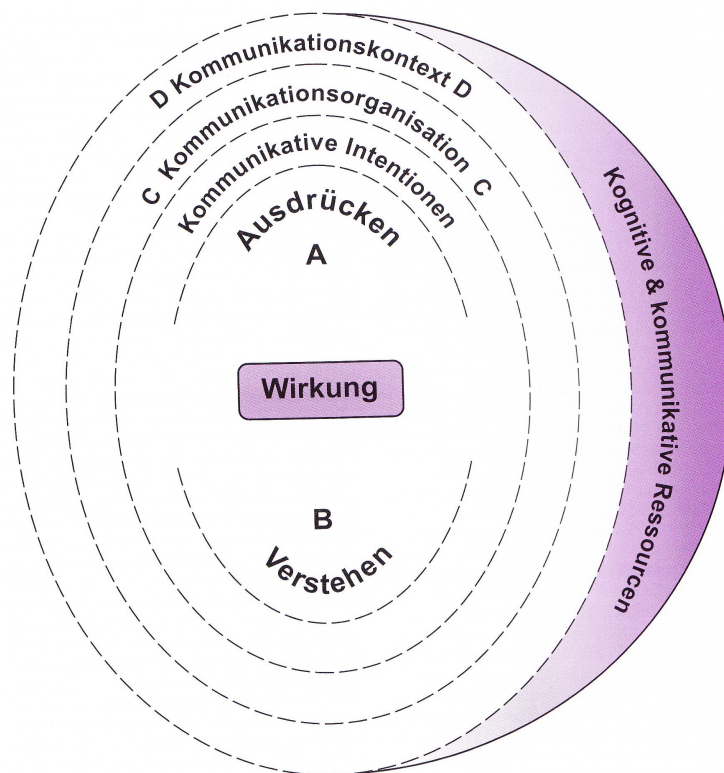 D Kommunikationskontext D
C Kommunikationsorganisation C
Kommunikative Intentionen
Ausdrücken
A
Wirkung
B
Verstehen
Kognitive & kommunikative Ressourcen